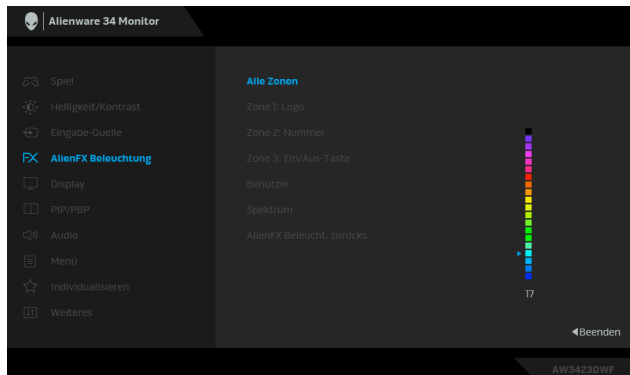 Alienware 34 Monitor
Spiel
Helligkeit/Kontrast
Eingabe-Quelle
FX AlienFX Beleuchtung
Display
PIP/PBP
Audio
Menü
Individualisieren
Weiteres
Alle Zonen
Zone 1: Logo
Zone 2: Nummer
Zone 3: Ein/Aus-Taste
Benutzer
Spektrum
AlienFX Beleucht. zurücks.
17
Beenden
AW3423DWF